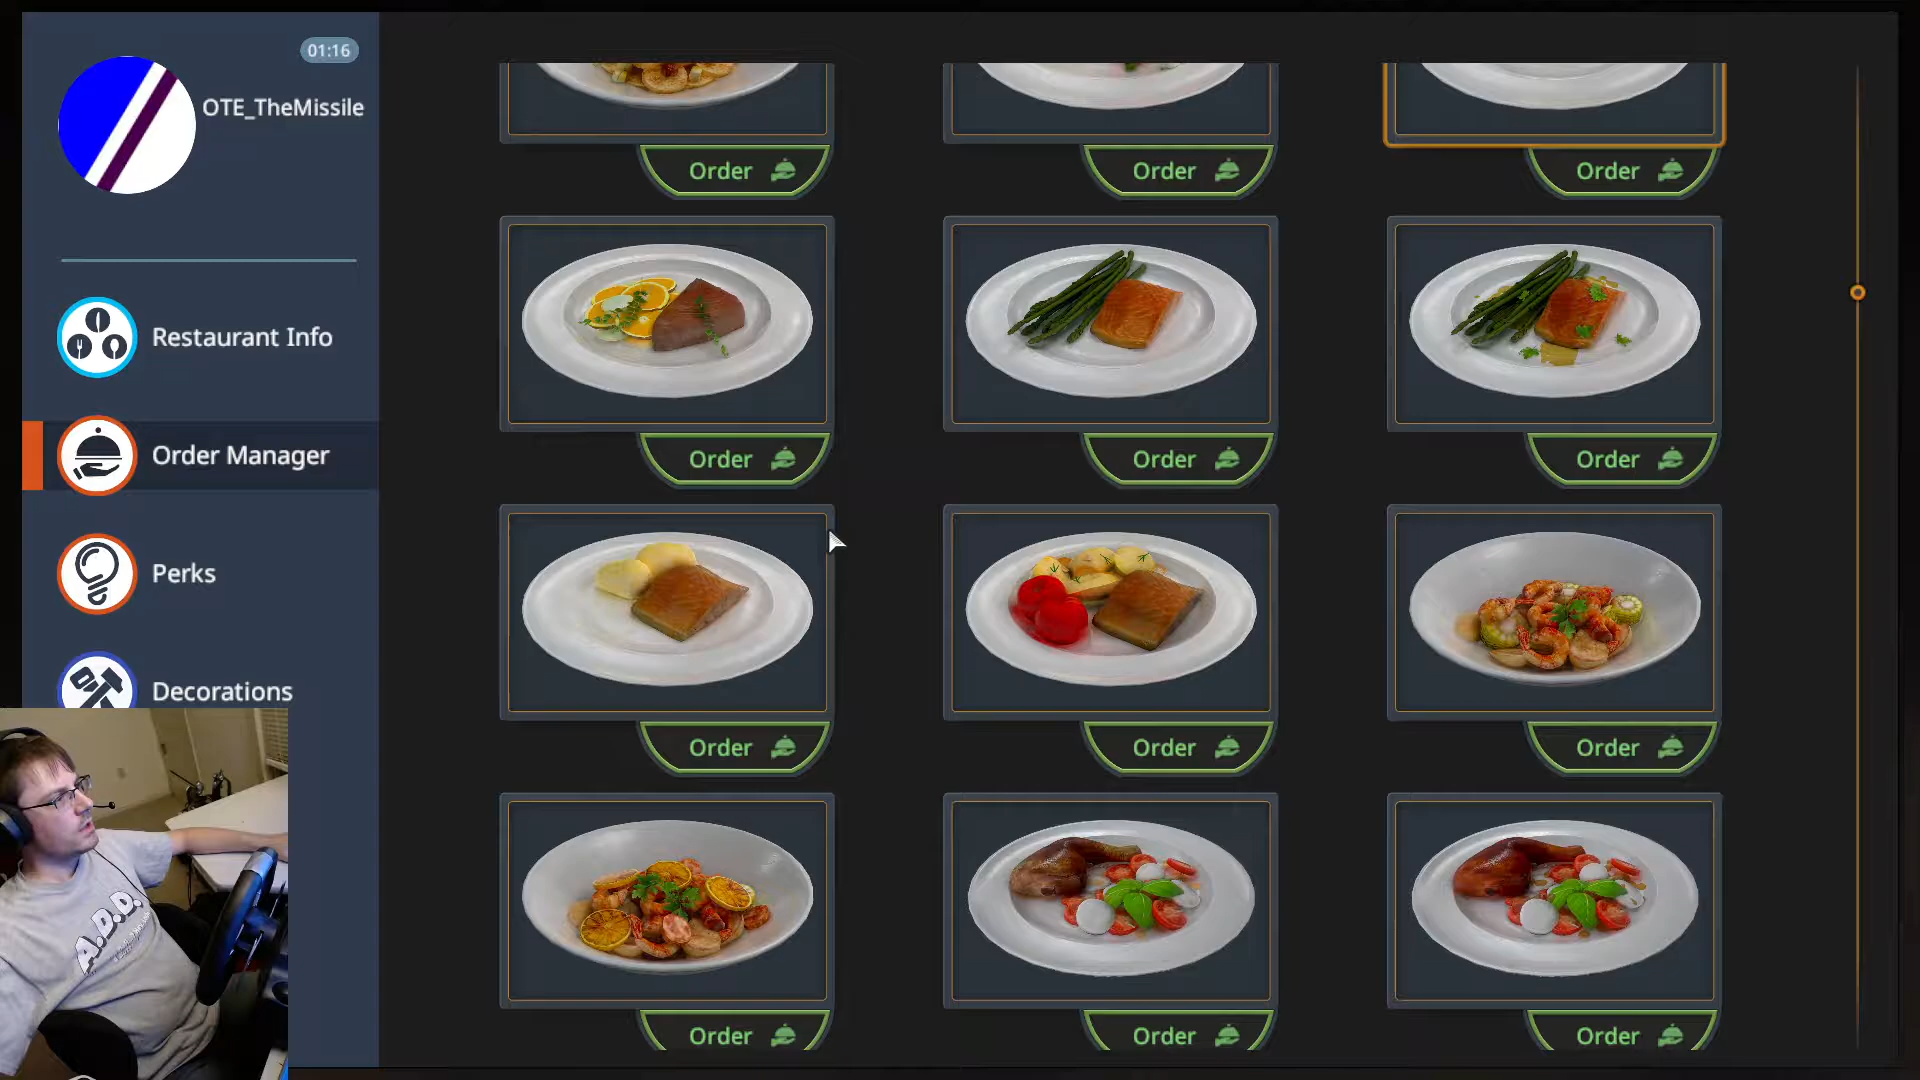 01:16
OTE_TheMissile
Restaurant Info
Order Manager
Perks
Decorations
Order Order Order
Order Order Order
Order Order Order
Order Order Order
A.D.D.